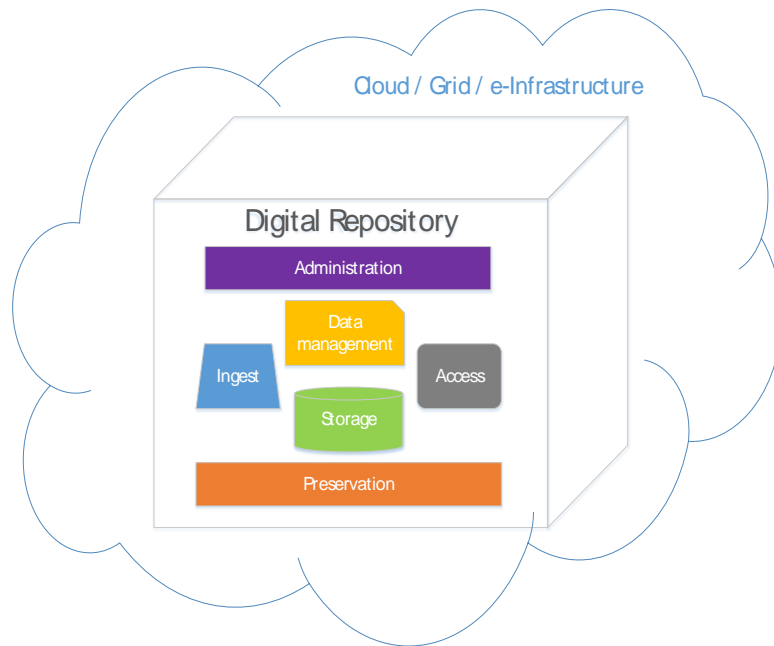 Cloud / Grid / e-Infrastructure
Digital Repository
Administration
Data
management
Ingest
Access
Storage
Preservation